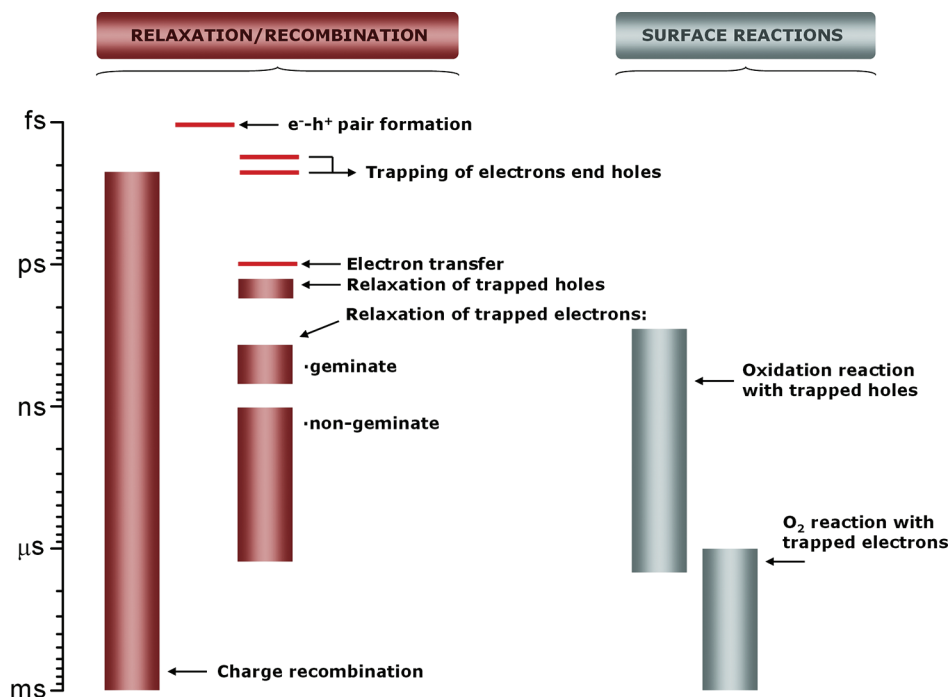 RELAXATION/RECOMBINATION
SURFACE REACTIONS
fs
e⁻-h⁺ pair formation
Trapping of electrons end holes
ps
Electron transfer
Relaxation of trapped holes
Relaxation of trapped electrons:
·geminate
Oxidation reaction
with trapped holes
ns
·non-geminate
O₂ reaction with
trapped electrons
μs
Charge recombination
ms